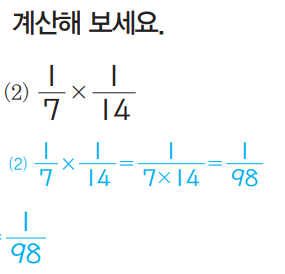 계산해 보세요.
(2) 1/7 × 1/14
(2) 1/7 × 1/14 = 1/(7×14) = 1/98
1/98